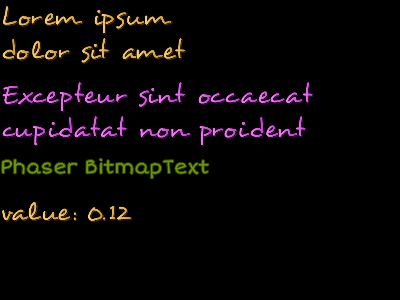 Lorem ipsum
dolor sit amet
Excepteur sint occaecat
cupidatat non proident
Phaser BitmapText
value: 0.12